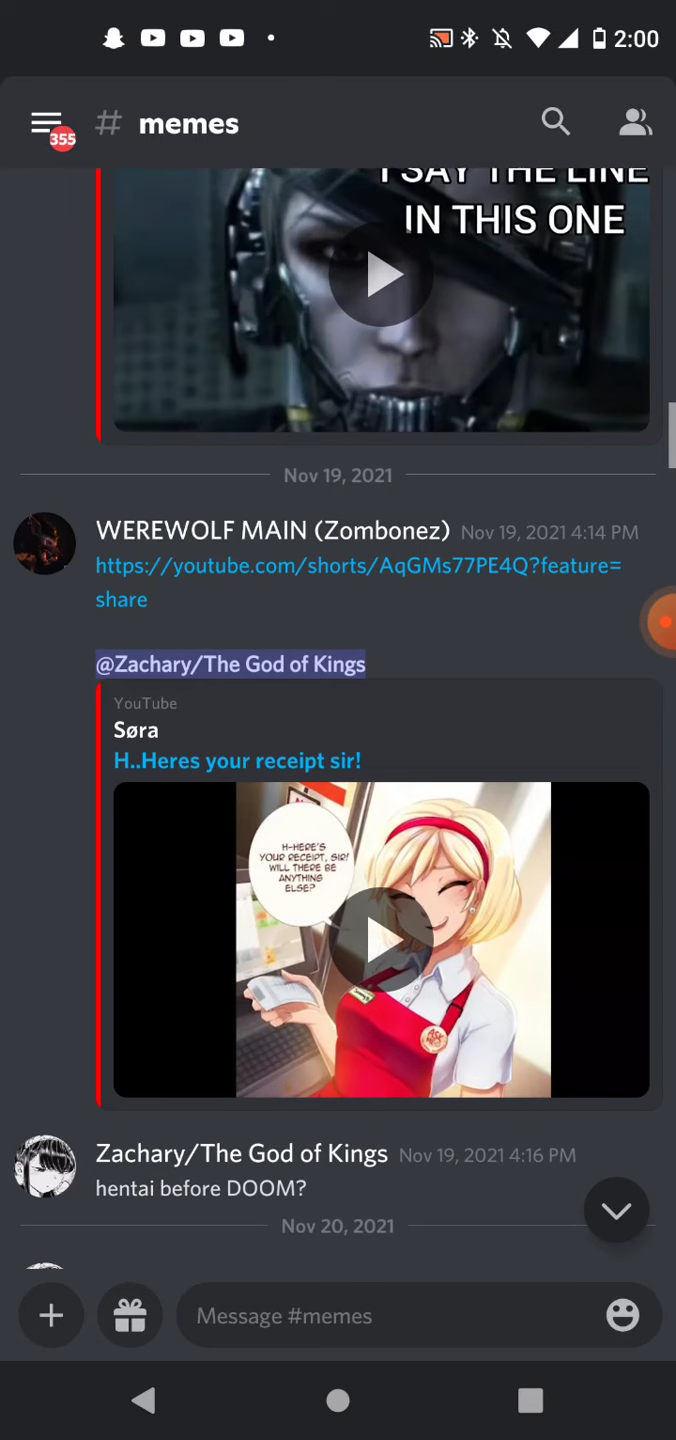 2:00
355
# memes
I SAY THE LINE
IN THIS ONE
Nov 19, 2021
WEREWOLF MAIN (Zombonez) Nov 19, 2021 4:14 PM
https://youtube.com/shorts/AqGMs77PE4Q?feature=
share
@Zachary/The God of Kings
YouTube
Søra
H..Heres your receipt sir!
H-HERE'S
YOUR RECEIPT, SIR!
WILL THERE BE
ANYTHING
ELSE?
Zachary/The God of Kings Nov 19, 2021 4:16 PM
hentai before DOOM?
Nov 20, 2021
Message #memes